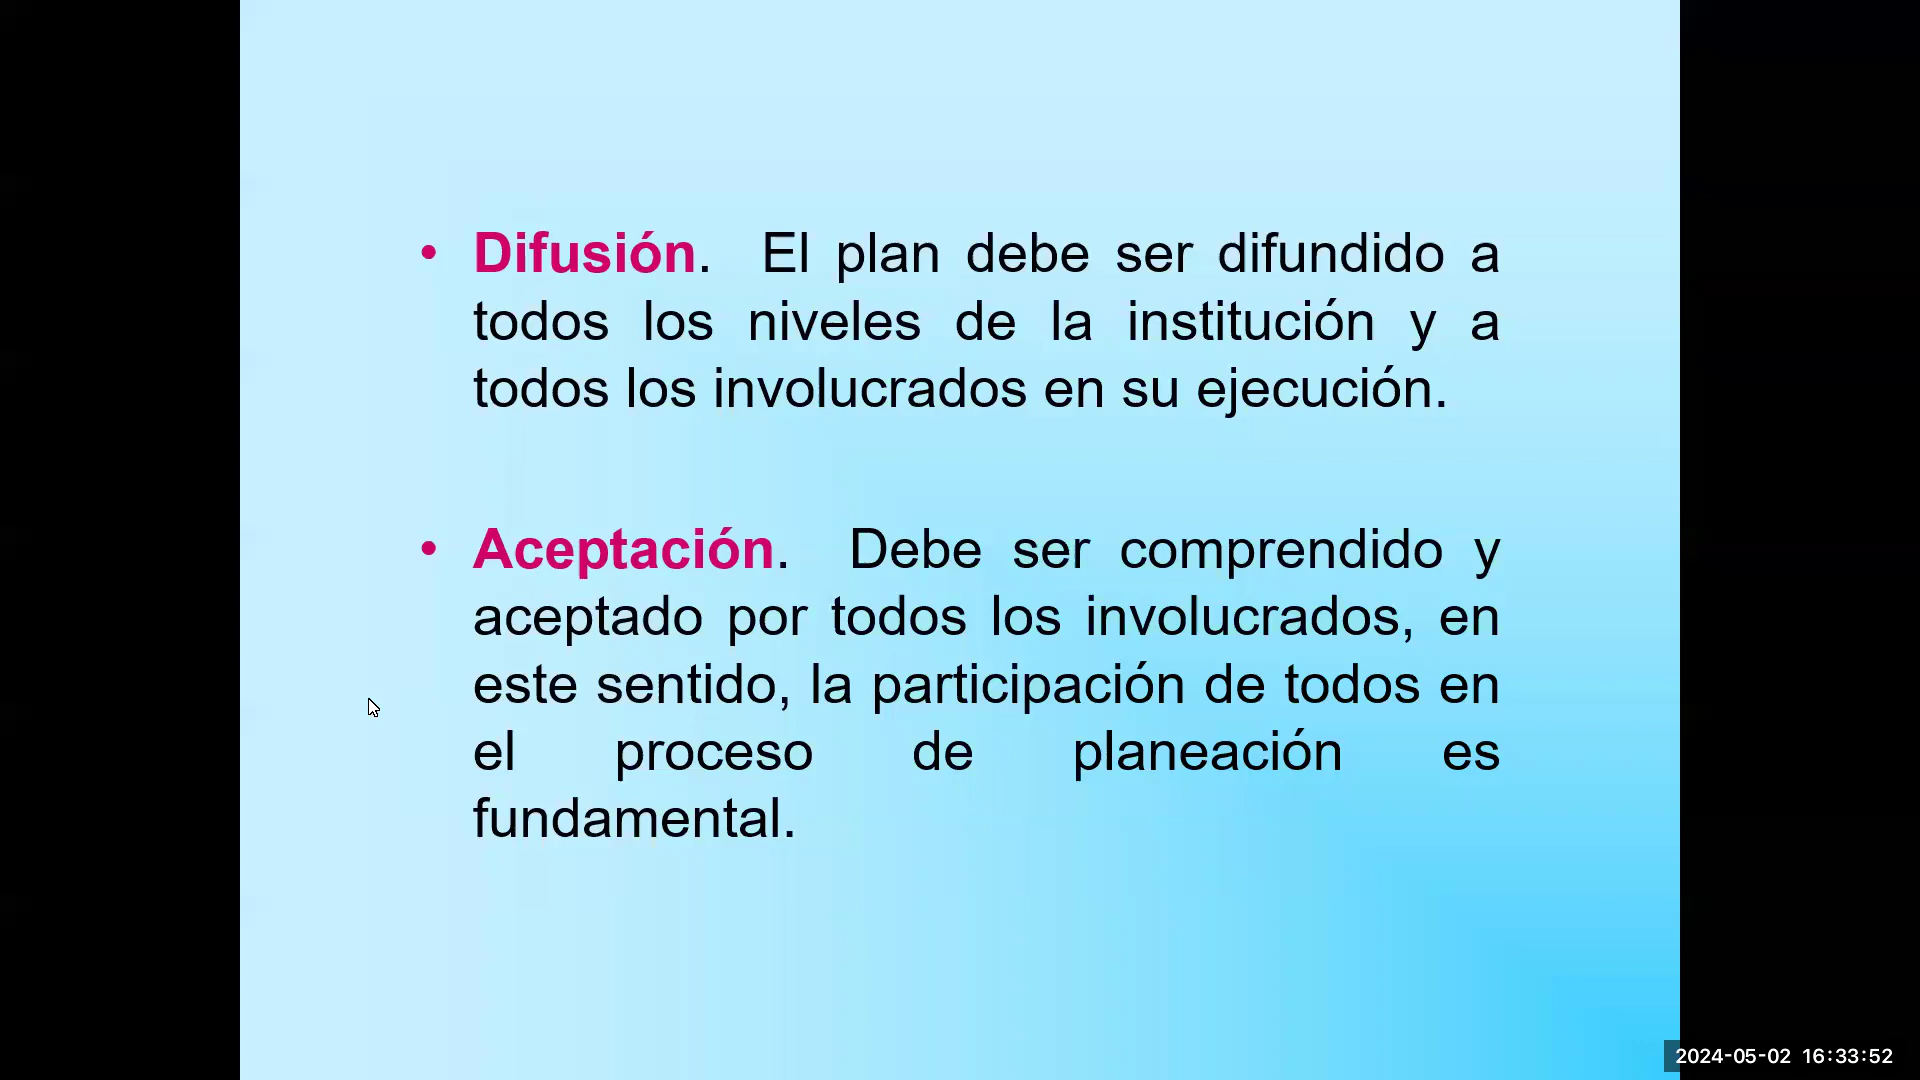 • Difusión. El plan debe ser difundido a
todos los niveles de la institución y a
todos los involucrados en su ejecución.
• Aceptación. Debe ser comprendido y
aceptado por todos los involucrados, en
este sentido, la participación de todos en
el proceso de planeación es
fundamental.
2024-05-02 16:33:52